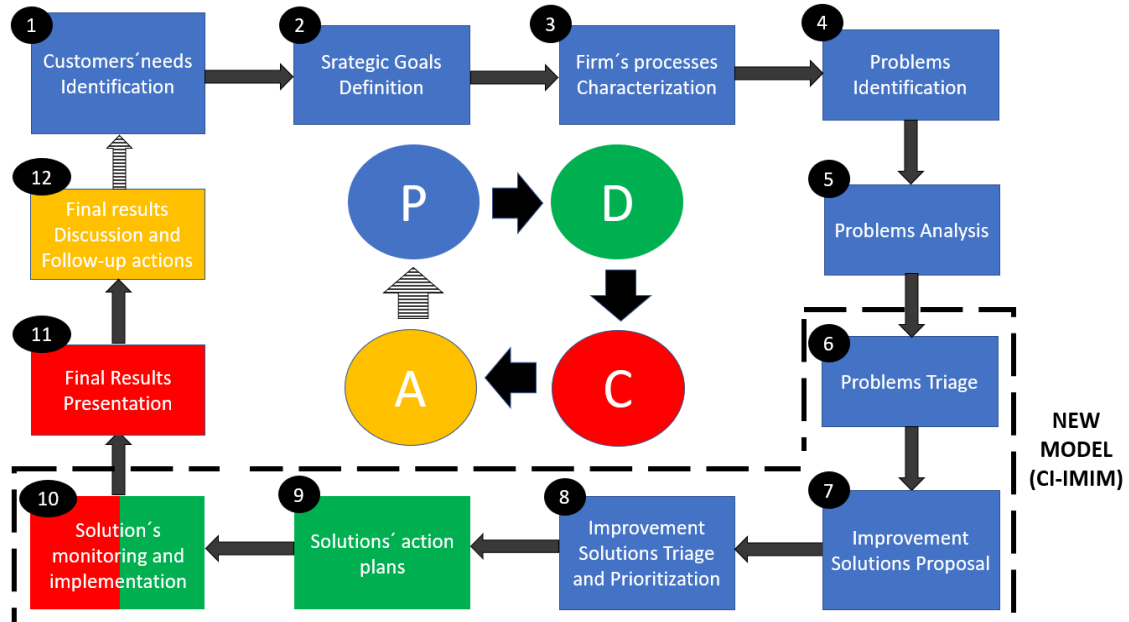 1
Customers´needs
Identification
2
Srategic Goals
Definition
3
Firm´s processes
Characterization
4
Problems
Identification
12
Final results
Discussion and
Follow-up actions
P
D
5
Problems Analysis
11
Final Results
Presentation
A
C
6
Problems Triage
NEW
MODEL
(CI-IMIM)
10
Solution´s
monitoring and
implementation
9
Solutions´ action
plans
8
Improvement
Solutions Triage
and Prioritization
7
Improvement
Solutions Proposal